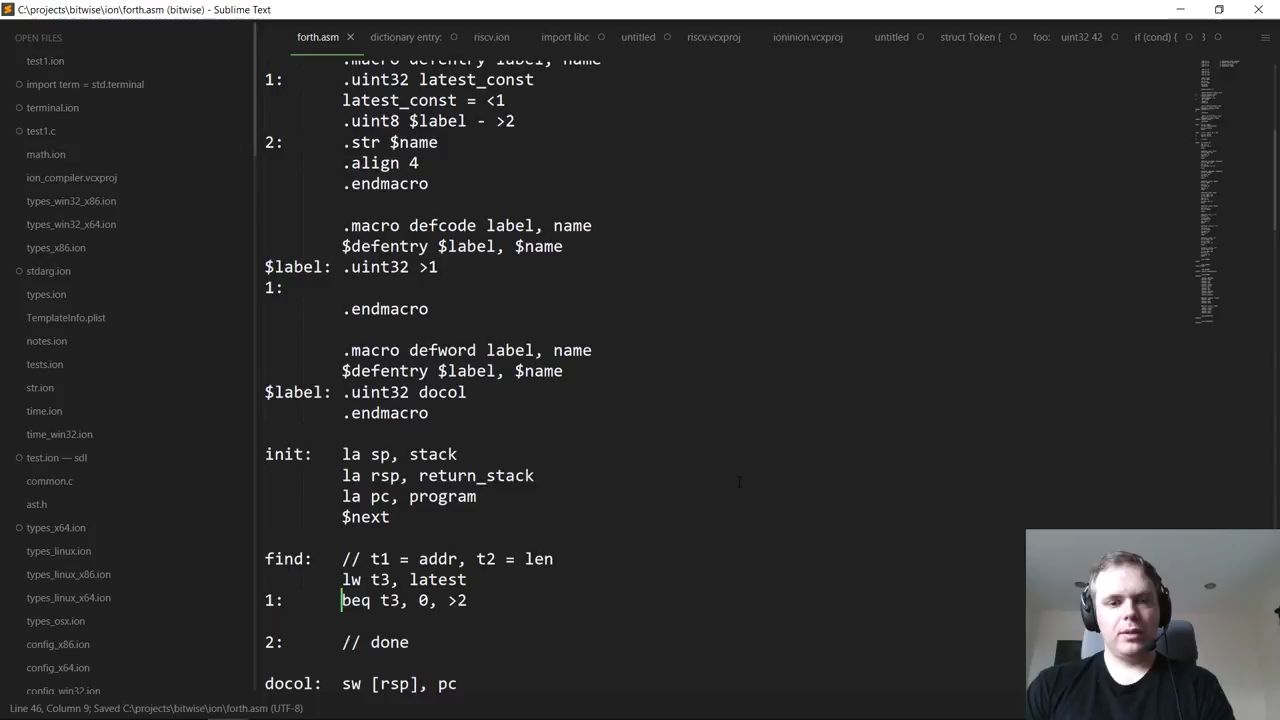 C:\projects\bitwise\ion\forth.asm (bitwise) - Sublime Text
OPEN FILES
test1.ion
import term = std.terminal
terminal.ion
test1.c
math.ion
ion_compiler.vcxproj
types_win32_x86.ion
types_win32_x64.ion
types_x86.ion
stdarg.ion
types.ion
TemplateInfo.plist
notes.ion
tests.ion
str.ion
time.ion
time_win32.ion
test.ion — sdl
common.c
ast.h
types_x64.ion
types_linux.ion
types_linux_x86.ion
types_linux_x64.ion
types_osx.ion
config_x86.ion
config_x64.ion
config_win32.ion
forth.asm
dictionary entry:
riscv.ion
import libc
untitled
riscv.vcxproj
ioninion.vcxproj
untitled
struct Token {
foo: uint32 42
if (cond) {
3
.macro defentry label, name
1: .uint32 latest_const
latest_const = <1
.uint8 $label - >2
2: .str $name
.align 4
.endmacro
.macro defcode label, name
$defentry $label, $name
$label: .uint32 >1
1:
.endmacro
.macro defword label, name
$defentry $label, $name
$label: .uint32 docol
.endmacro
init: la sp, stack
la rsp, return_stack
la pc, program
$next
find: // t1 = addr, t2 = len
lw t3, latest
1: beq t3, 0, >2
2: // done
docol: sw [rsp], pc
Line 46, Column 9; Saved C:\projects\bitwise\ion\forth.asm (UTF-8)